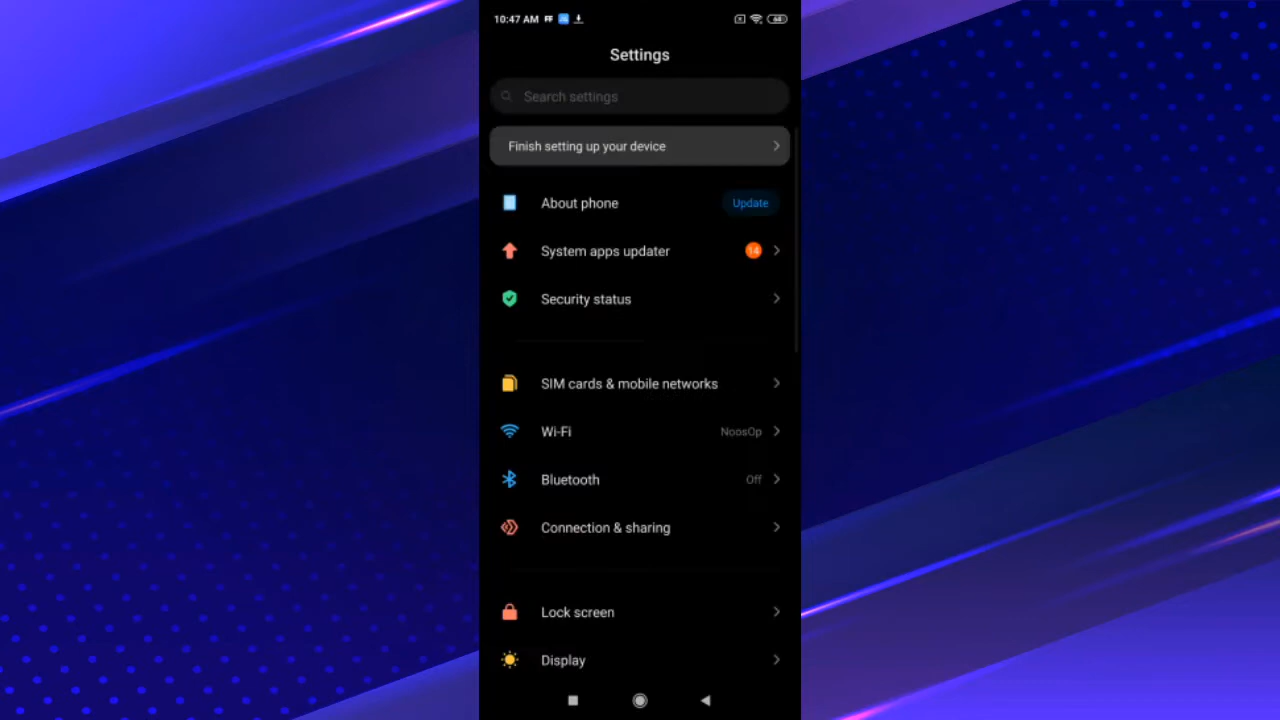 10:47 AM
68
Settings
Search settings
Finish setting up your device
About phone
Update
System apps updater
14
Security status
SIM cards & mobile networks
Wi-Fi
NoosOp
Bluetooth
Off
Connection & sharing
Lock screen
Display